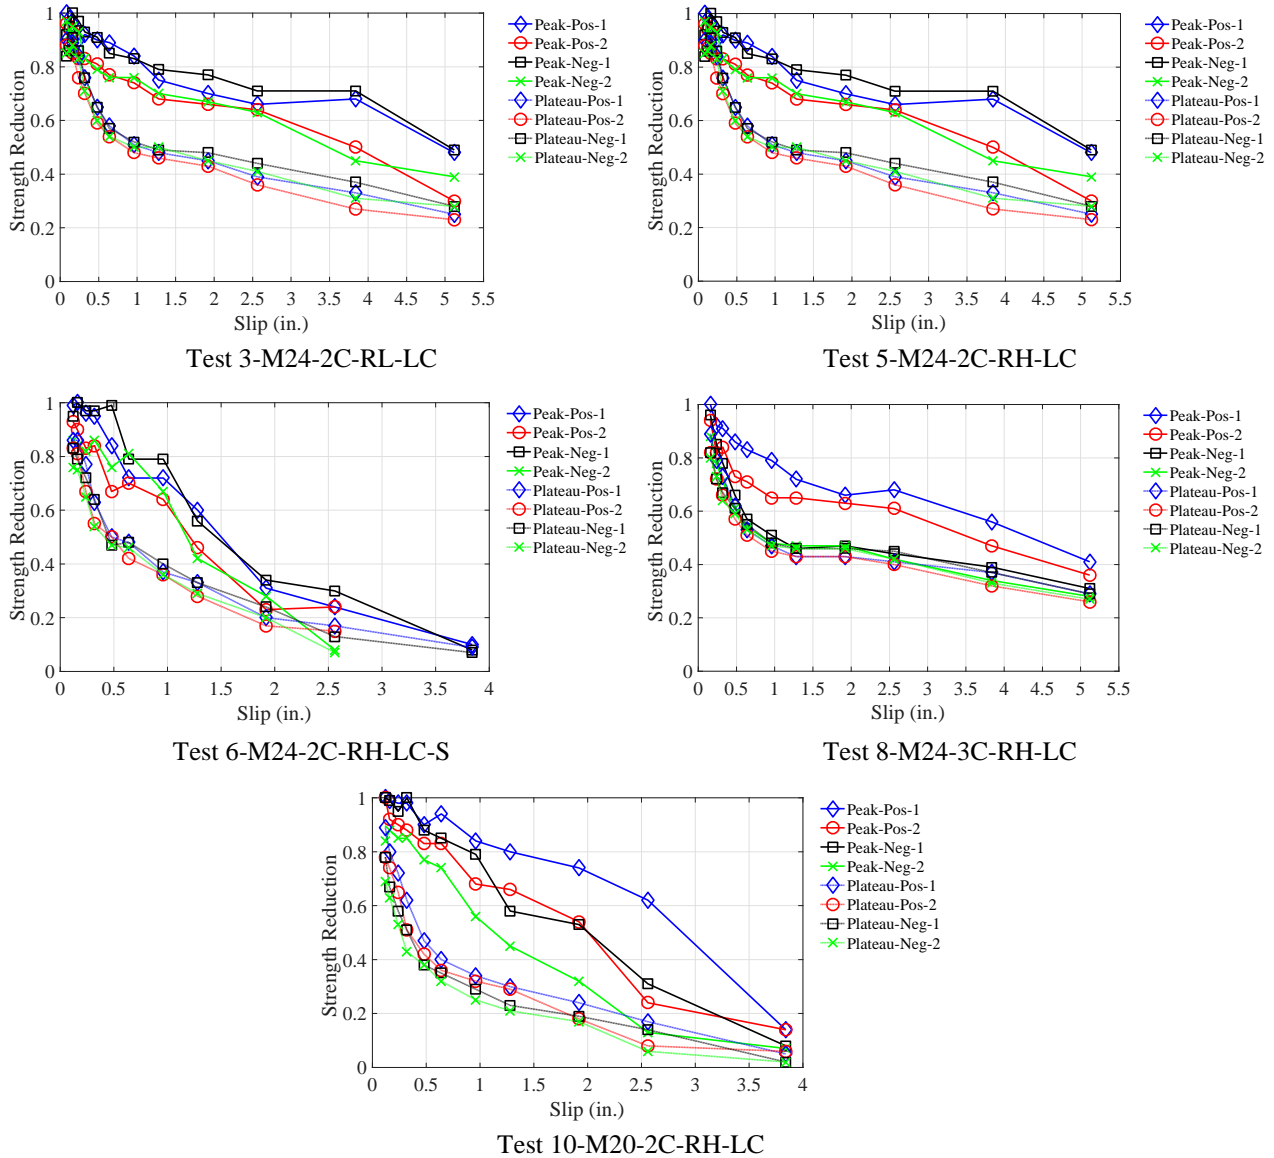 1
0.8
0.6
0.4
0.2
0
Strength Reduction
0 0.5 1 1.5 2 2.5 3 3.5 4 4.5 5 5.5
Slip (in.)
Peak-Pos-1
Peak-Pos-2
Peak-Neg-1
Peak-Neg-2
Plateau-Pos-1
Plateau-Pos-2
Plateau-Neg-1
Plateau-Neg-2
Test 3-M24-2C-RL-LC
1
0.8
0.6
0.4
0.2
0
Strength Reduction
0 0.5 1 1.5 2 2.5 3 3.5 4 4.5 5 5.5
Slip (in.)
Peak-Pos-1
Peak-Pos-2
Peak-Neg-1
Peak-Neg-2
Plateau-Pos-1
Plateau-Pos-2
Plateau-Neg-1
Plateau-Neg-2
Test 5-M24-2C-RH-LC
1
0.8
0.6
0.4
0.2
0
Strength Reduction
0 0.5 1 1.5 2 2.5 3 3.5 4
Slip (in.)
Peak-Pos-1
Peak-Pos-2
Peak-Neg-1
Peak-Neg-2
Plateau-Pos-1
Plateau-Pos-2
Plateau-Neg-1
Plateau-Neg-2
Test 6-M24-2C-RH-LC-S
1
0.8
0.6
0.4
0.2
0
Strength Reduction
0 0.5 1 1.5 2 2.5 3 3.5 4 4.5 5 5.5
Slip (in.)
Peak-Pos-1
Peak-Pos-2
Peak-Neg-1
Peak-Neg-2
Plateau-Pos-1
Plateau-Pos-2
Plateau-Neg-1
Plateau-Neg-2
Test 8-M24-3C-RH-LC
1
0.8
0.6
0.4
0.2
0
Strength Reduction
0 0.5 1 1.5 2 2.5 3 3.5 4
Slip (in.)
Peak-Pos-1
Peak-Pos-2
Peak-Neg-1
Peak-Neg-2
Plateau-Pos-1
Plateau-Pos-2
Plateau-Neg-1
Plateau-Neg-2
Test 10-M20-2C-RH-LC